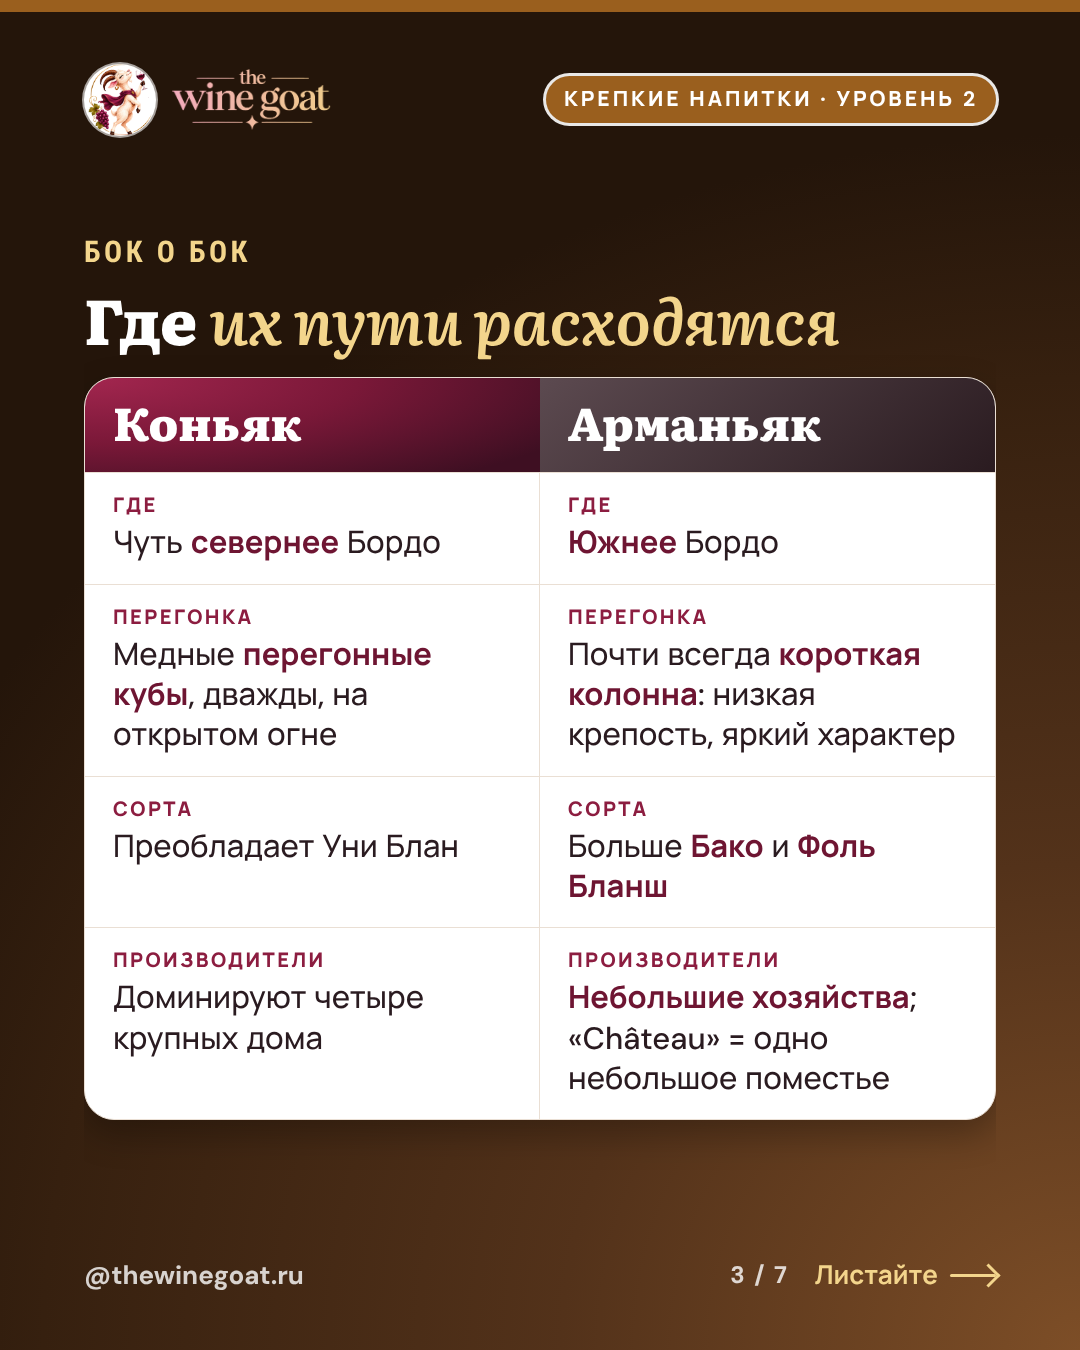 the
wine goat
КРЕПКИЕ НАПИТКИ · УРОВЕНЬ 2
БОК О БОК
Где их пути расходятся
Коньяк
Арманьяк
ГДЕ
Чуть севернее Бордо
ГДЕ
Южнее Бордо
ПЕРЕГОНКА
Медные перегонные
кубы, дважды, на
открытом огне
ПЕРЕГОНКА
Почти всегда короткая
колонна: низкая
крепость, яркий характер
СОРТА
Преобладает Уни Блан
СОРТА
Больше Бако и Фоль
Бланш
ПРОИЗВОДИТЕЛИ
Доминируют четыре
крупных дома
ПРОИЗВОДИТЕЛИ
Небольшие хозяйства;
«Château» = одно
небольшое поместье
@thewinegoat.ru
3 / 7
Листайте